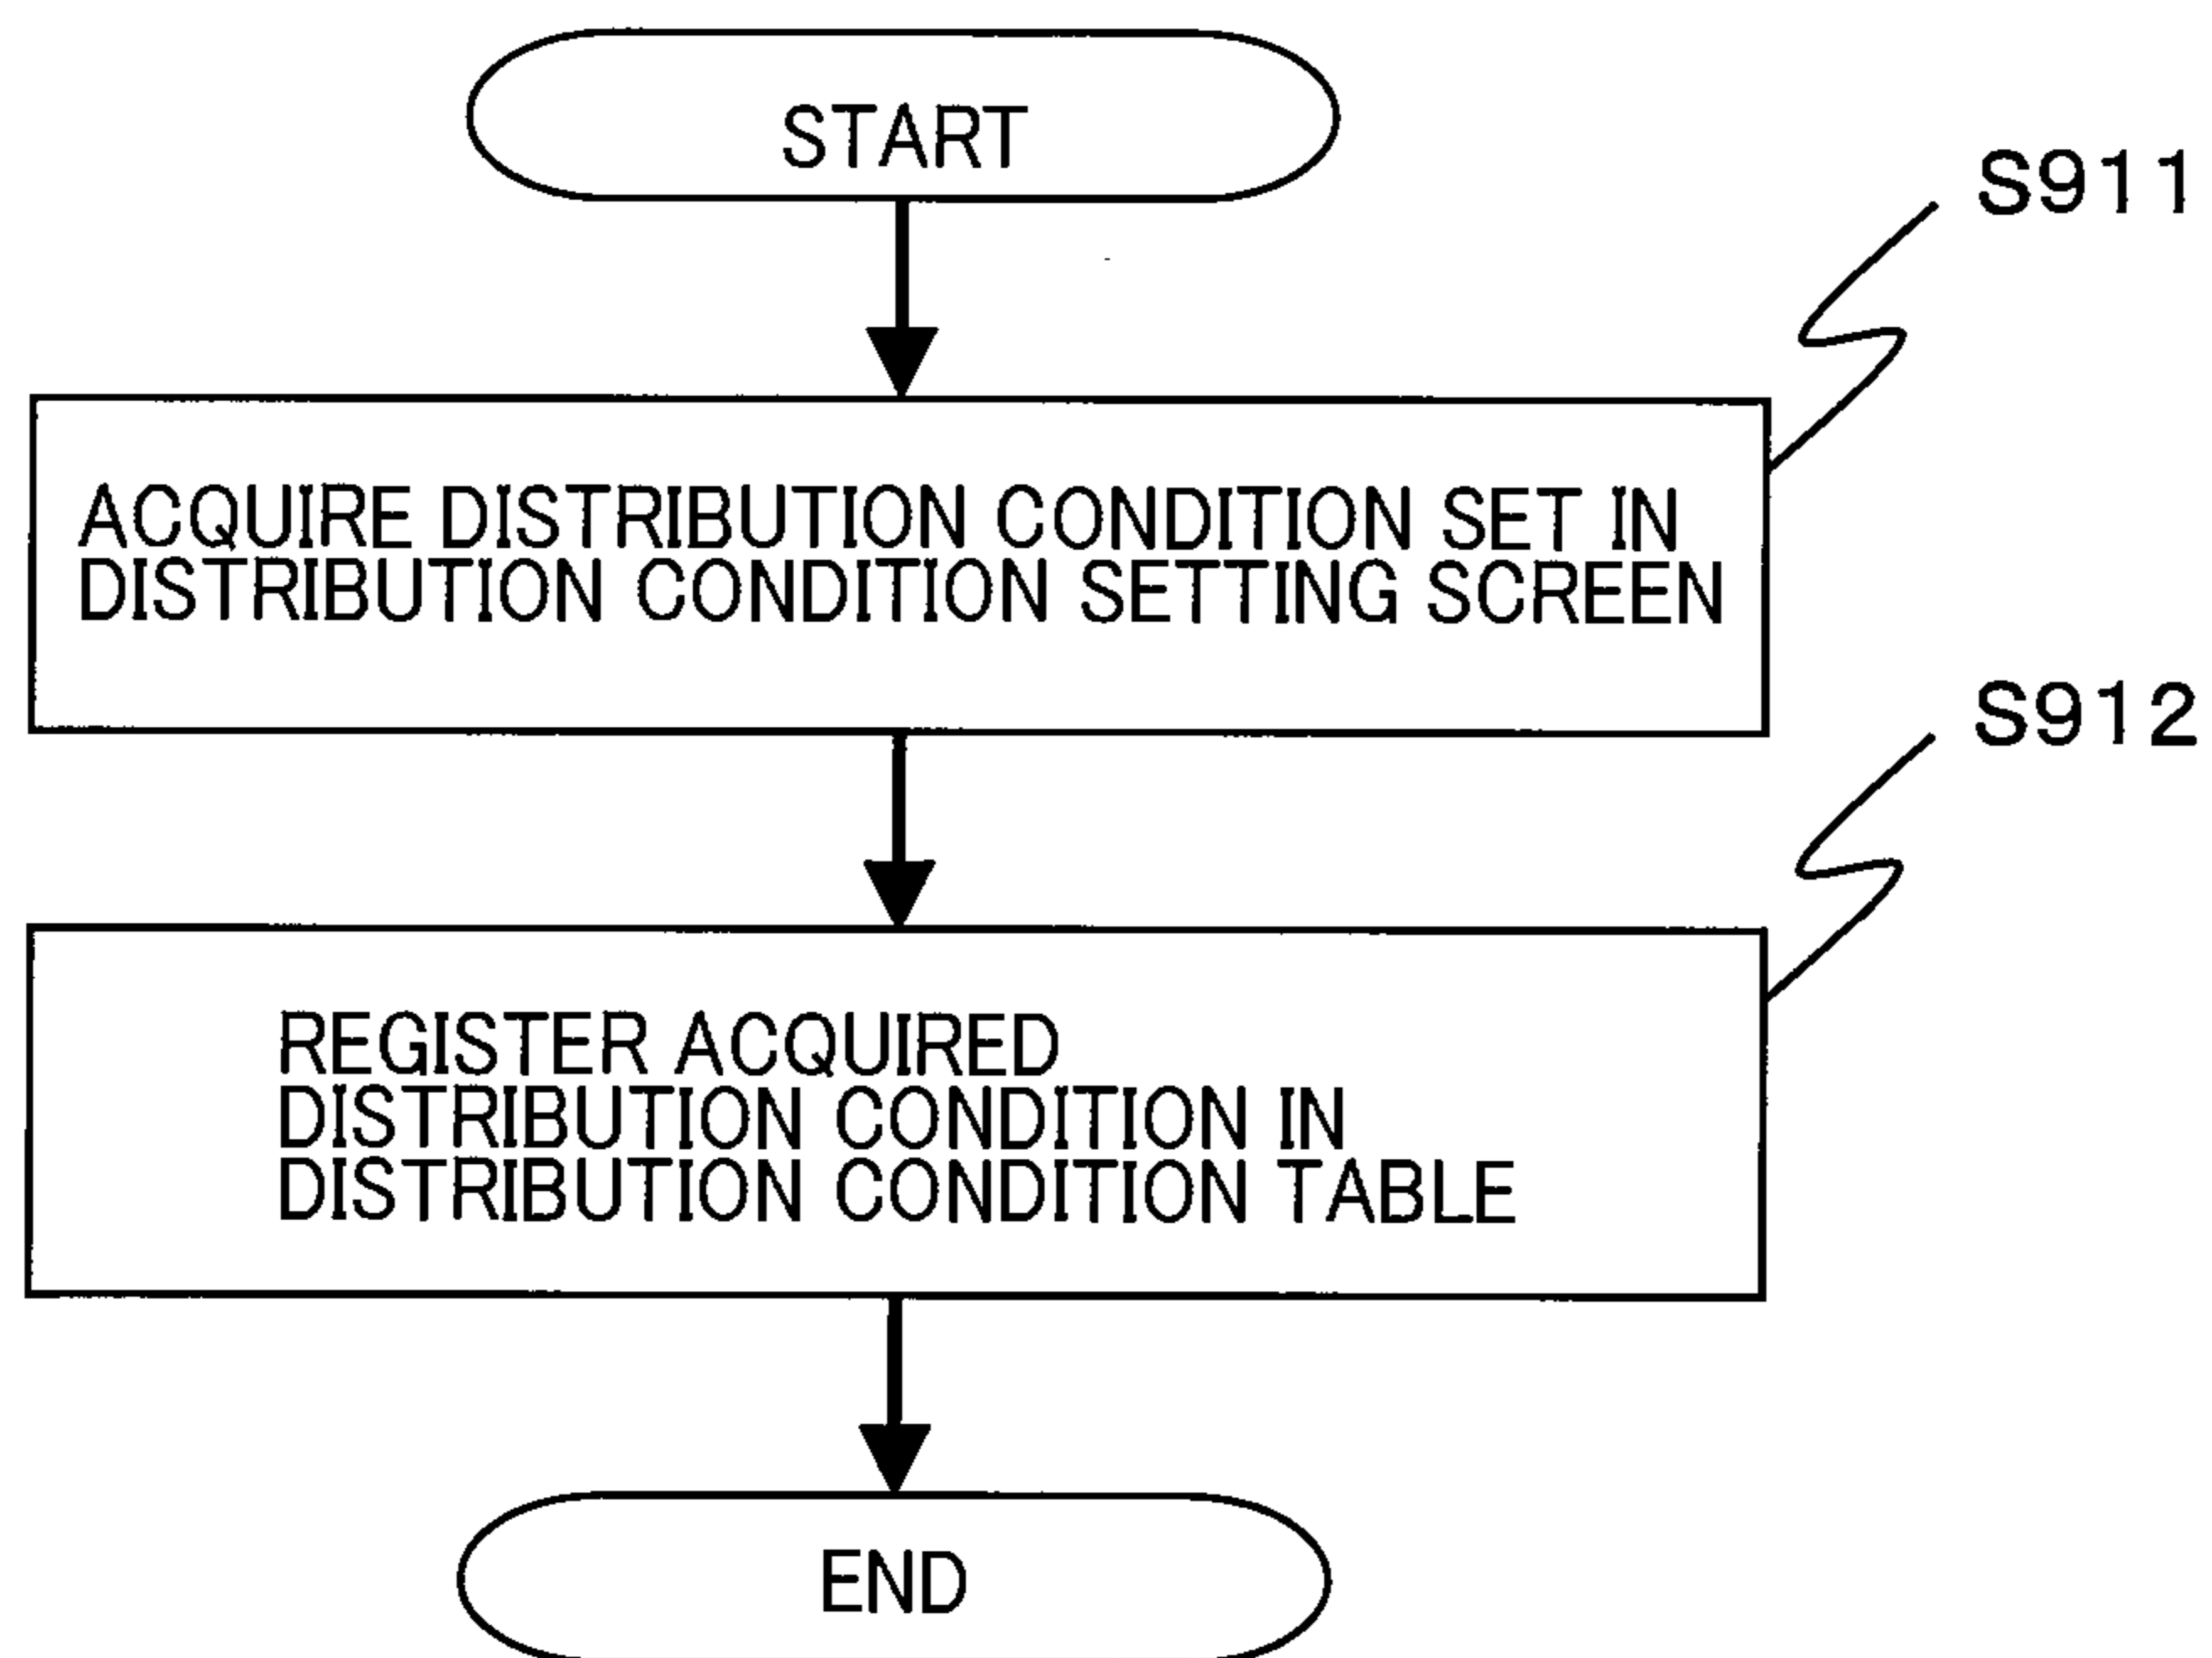 START
S911
ACQUIRE DISTRIBUTION CONDITION SET IN
DISTRIBUTION CONDITION SETTING SCREEN
S912
REGISTER ACQUIRED
DISTRIBUTION CONDITION IN
DISTRIBUTION CONDITION TABLE
END